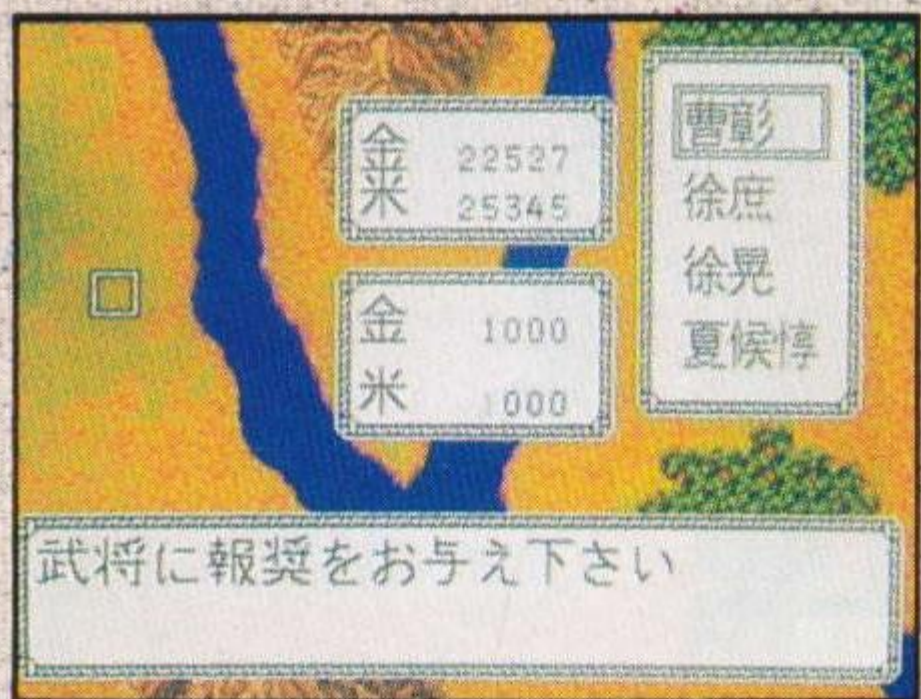 金 22527
米 25345
金 1000
米 1000
曹彰
徐庶
徐晃
夏候惇
武将に報奨をお与え下さい